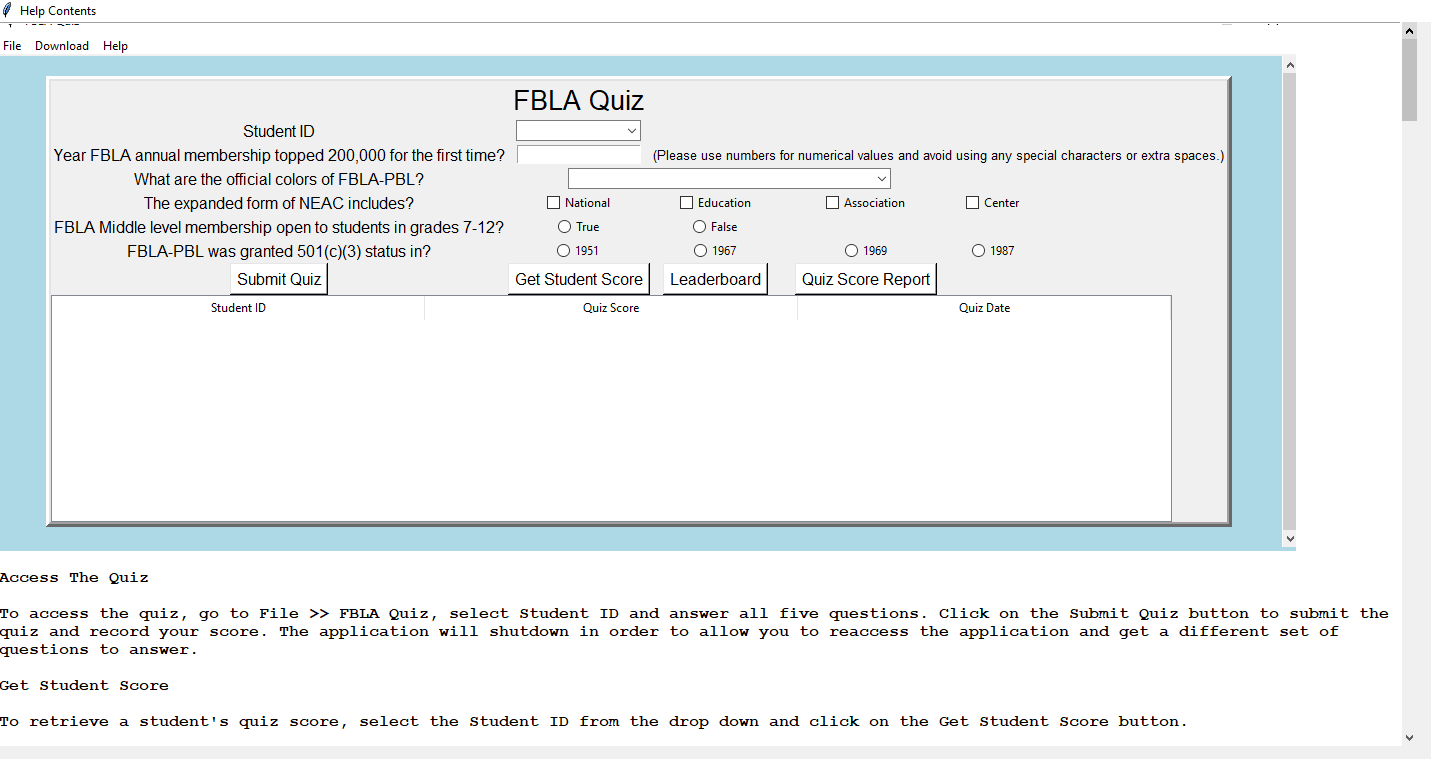 Help Contents
File Download Help
FBLA Quiz
Student ID
Year FBLA annual membership topped 200,000 for the first time? (Please use numbers for numerical values and avoid using any special characters or extra spaces.)
What are the official colors of FBLA-PBL?
The expanded form of NEAC includes? National Education Association Center
FBLA Middle level membership open to students in grades 7-12? True False
FBLA-PBL was granted 501(c)(3) status in? 1951 1967 1969 1987
Submit Quiz Get Student Score Leaderboard Quiz Score Report
Student ID Quiz Score Quiz Date
Access The Quiz
To access the quiz, go to File >> FBLA Quiz, select Student ID and answer all five questions. Click on the Submit Quiz button to submit the
quiz and record your score. The application will shutdown in order to allow you to reaccess the application and get a different set of
questions to answer.
Get Student Score
To retrieve a student's quiz score, select the Student ID from the drop down and click on the Get Student Score button.